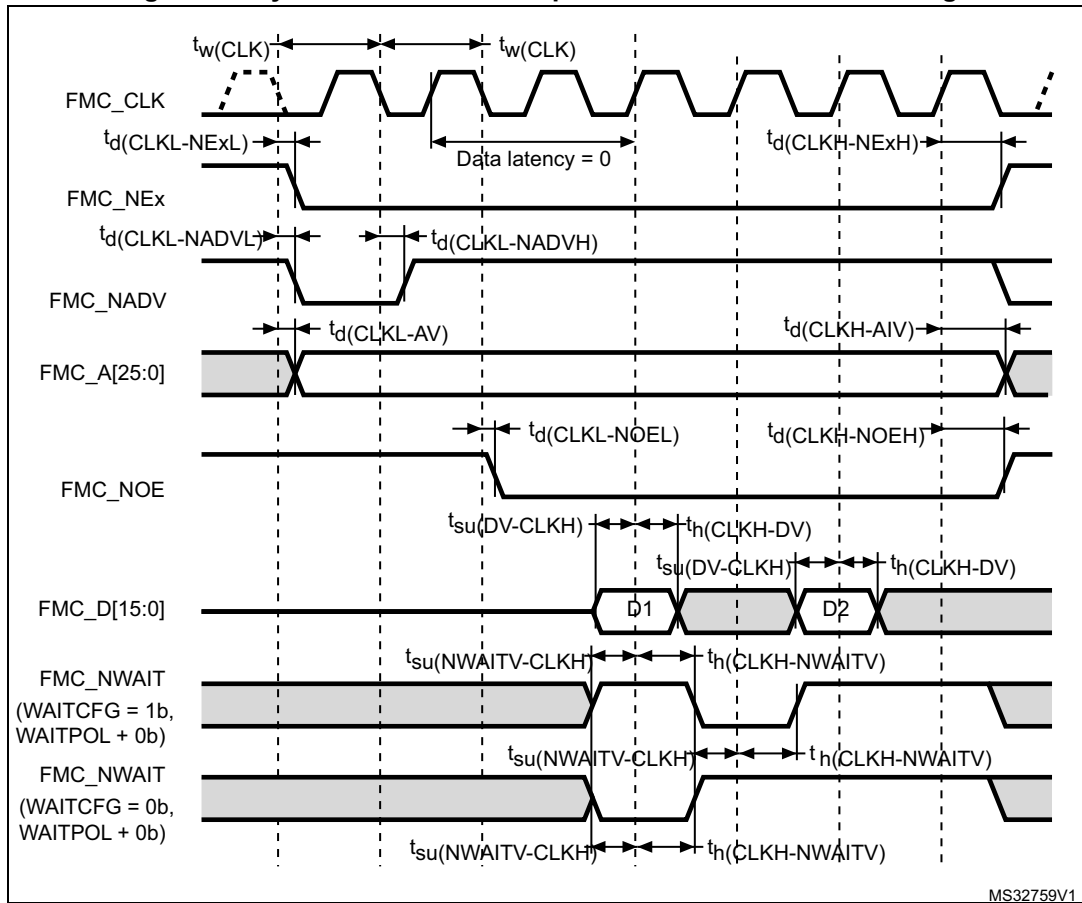 tw(CLK) tw(CLK)
FMC_CLK
td(CLKL-NExL) Data latency = 0 td(CLKH-NExH)
FMC_NEx
td(CLKL-NADVL) td(CLKL-NADVH)
FMC_NADV
td(CLKL-AV) td(CLKH-AIV)
FMC_A[25:0]
td(CLKL-NOEL) td(CLKH-NOEH)
FMC_NOE
tsu(DV-CLKH) th(CLKH-DV)
tsu(DV-CLKH) th(CLKH-DV)
FMC_D[15:0] D1 D2
tsu(NWAITV-CLKH) th(CLKH-NWAITV)
FMC_NWAIT
(WAITCFG = 1b,
WAITPOL + 0b)
tsu(NWAITV-CLKH) th(CLKH-NWAITV)
FMC_NWAIT
(WAITCFG = 0b,
WAITPOL + 0b)
tsu(NWAITV-CLKH) th(CLKH-NWAITV)
MS32759V1